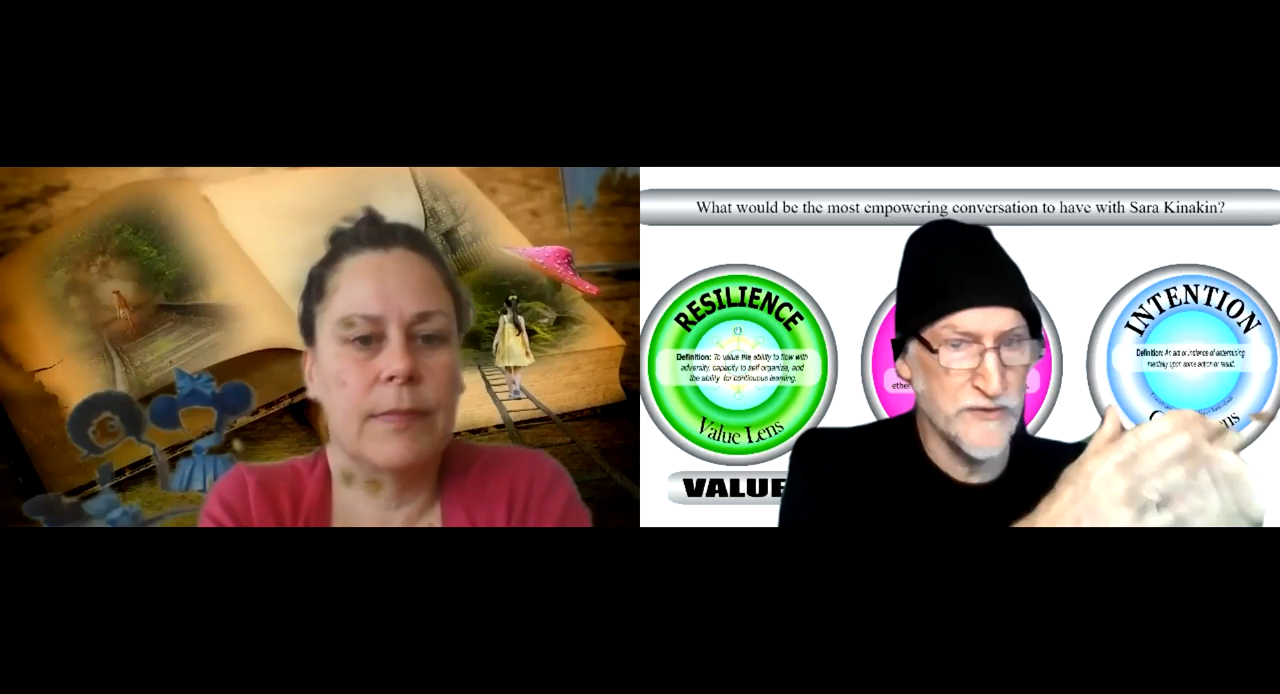 What would be the most empowering conversation to have with Sara Kinakin?
RESILIENCE
Definition: To value the ability to flow with
adversity, capacity to self organize, and
the ability for continuous learning.
Value Lens
VALUE
ether
INTENTION
Definition: An act or instance of determining
mentally upon some action or result.